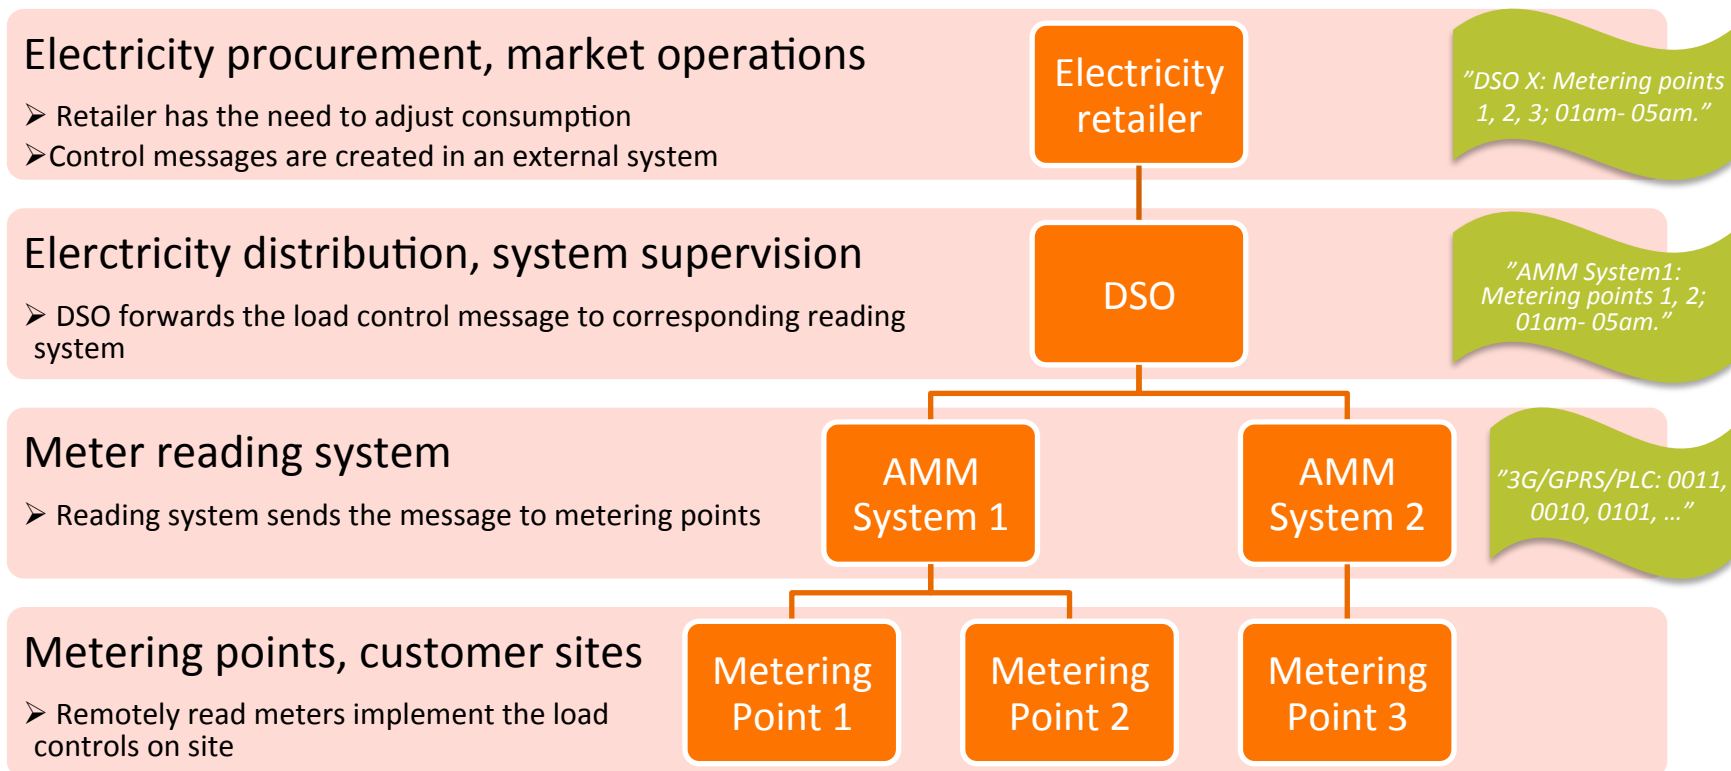 Electricity procurement, market operations
➢ Retailer has the need to adjust consumption
➢Control messages are created in an external system
Electricity
retailer
"DSO X: Metering points
1, 2, 3; 01am- 05am."
Elerctricity distribution, system supervision
➢ DSO forwards the load control message to corresponding reading
system
DSO
"AMM System1:
Metering points 1, 2;
01am- 05am."
Meter reading system
➢ Reading system sends the message to metering points
AMM
System 1
AMM
System 2
"3G/GPRS/PLC: 0011,
0010, 0101, …"
Metering points, customer sites
➢ Remotely read meters implement the load
controls on site
Metering
Point 1
Metering
Point 2
Metering
Point 3